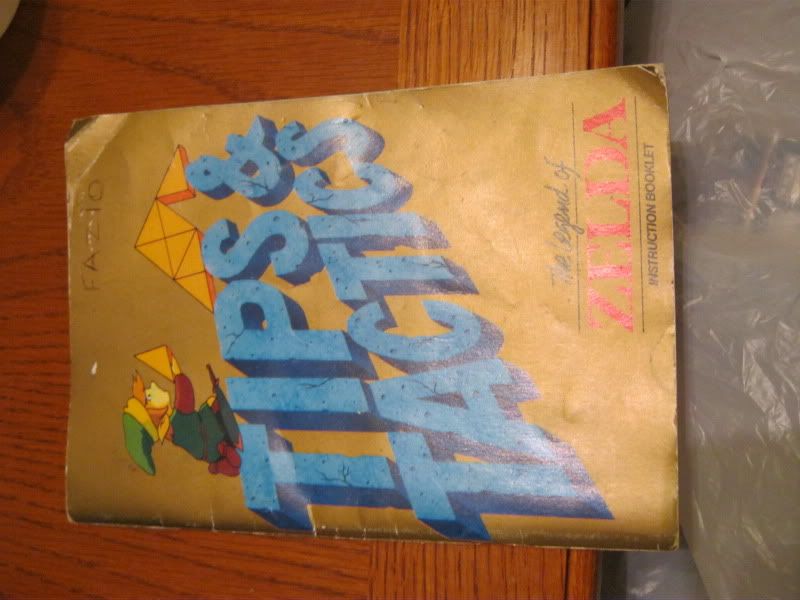 FAZIO
TIPS &
TACTICS
The Legend of
ZELDA
INSTRUCTION BOOKLET